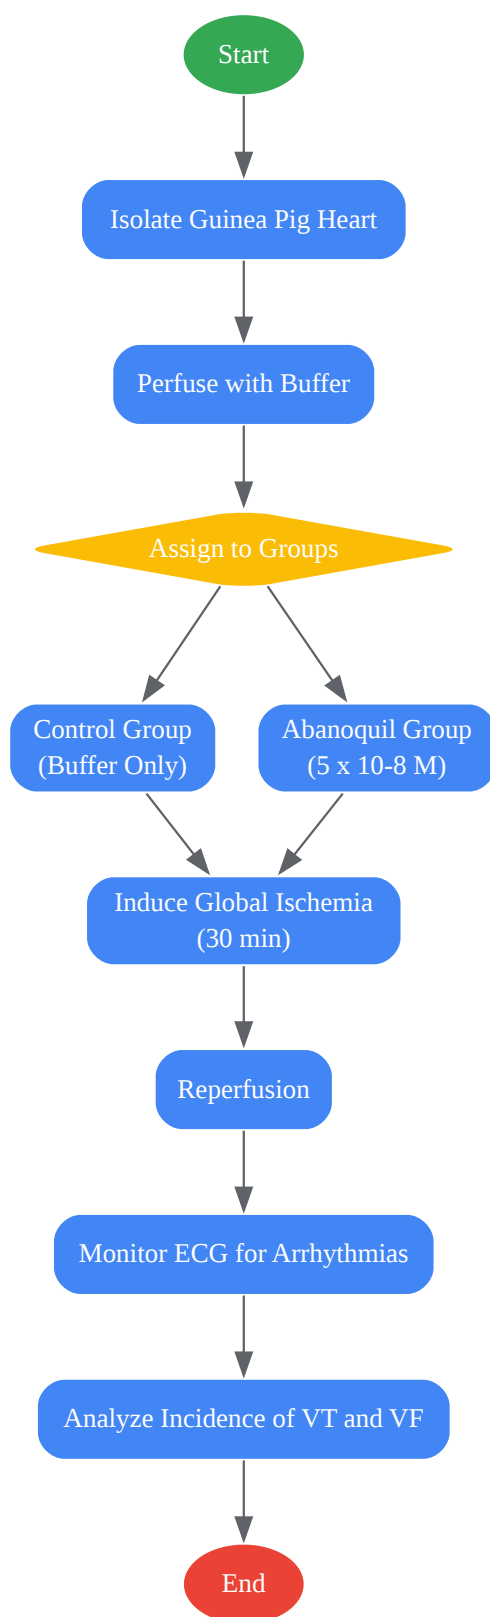 Start
Isolate Guinea Pig Heart
Perfuse with Buffer
Assign to Groups
Control Group
(Buffer Only)
Abanoquil Group
(5 x 10-8 M)
Induce Global Ischemia
(30 min)
Reperfusion
Monitor ECG for Arrhythmias
Analyze Incidence of VT and VF
End